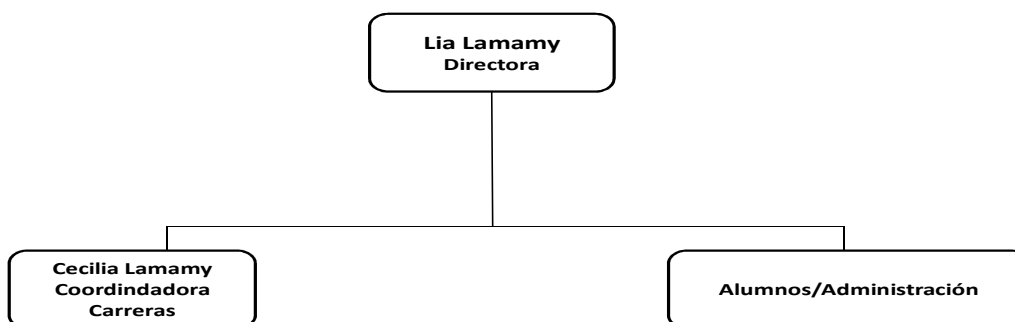 Lia Lamamy
Directora
Cecilia Lamamy
Coordindadora
Carreras
Alumnos/Administración